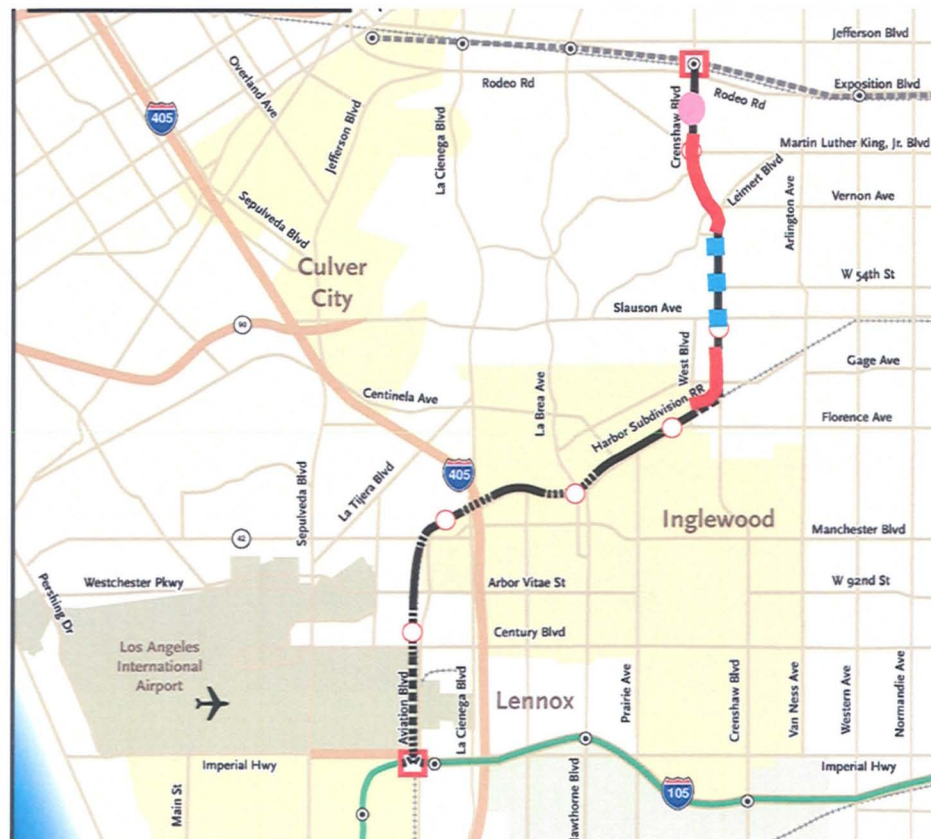 Jefferson Blvd
Overland Ave
Rodeo Rd
Exposition Blvd
Rodeo Rd
405
Jefferson Blvd
La Cienega Blvd
Crenshaw Blvd
Martin Luther King, Jr. Blvd
Leimert Blvd
Sepulveda Blvd
Vernon Ave
Arlington Ave
Culver
City
W 54th St
Slauson Ave
90
West Blvd
Gage Ave
Centinela Ave
La Brea Ave
Harbor Subdivision RR
Florence Ave
405
Sepulveda Blvd
La Tijera Blvd
Inglewood
42
Manchester Blvd
Westchester Pkwy
Arbor Vitae St
W 92nd St
Pershing Dr
Century Blvd
Los Angeles
International
Airport
Aviation Blvd
La Cienega Blvd
Lennox
Prairie Ave
Crenshaw Blvd
Van Ness Ave
Western Ave
Normandie Ave
Imperial Hwy
Imperial Hwy
Main St
awthorne Blvd
105